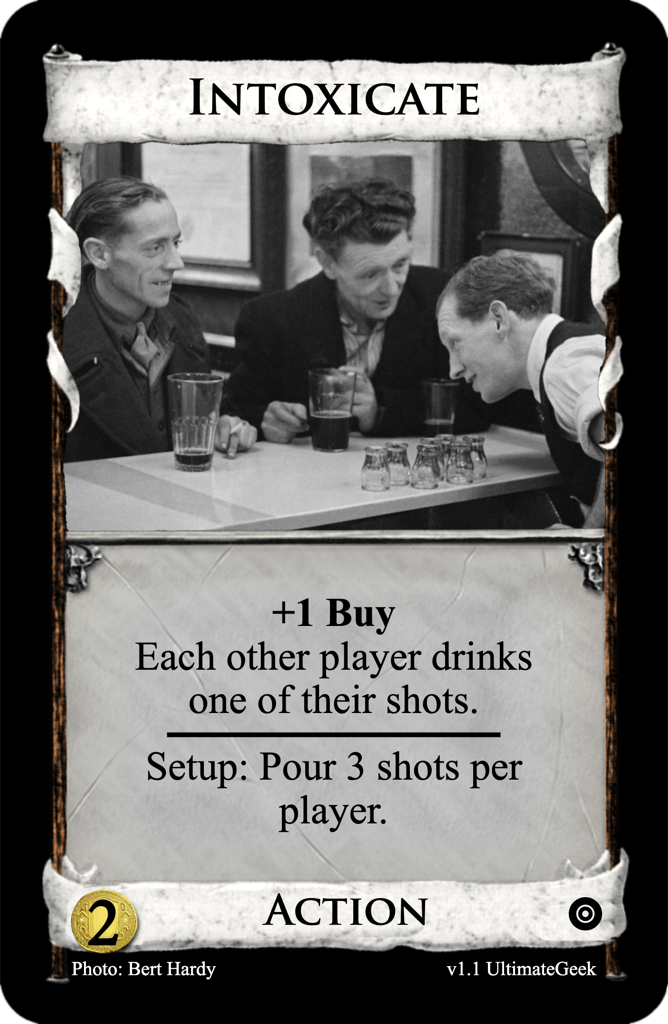 INTOXICATE
+1 Buy
Each other player drinks
one of their shots.
Setup: Pour 3 shots per
player.
2 ACTION
Photo: Bert Hardy v1.1 UltimateGeek